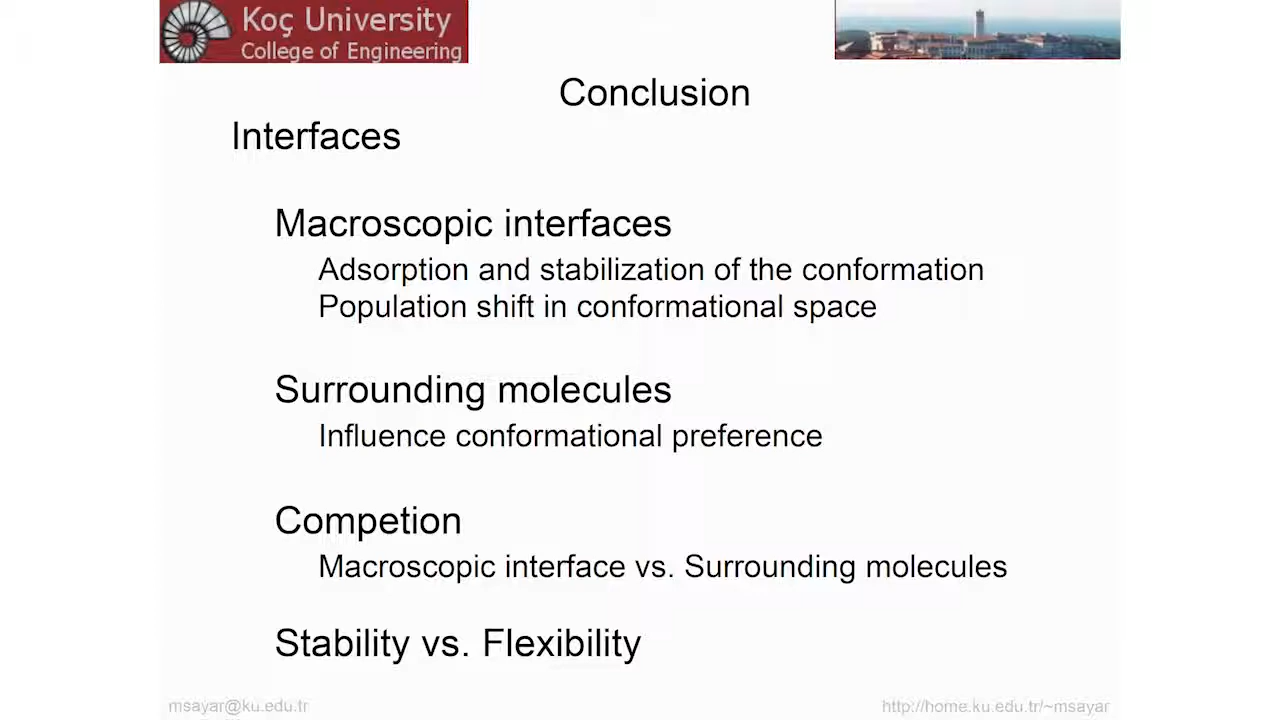 Koç University
College of Engineering
Conclusion
Interfaces
Macroscopic interfaces
Adsorption and stabilization of the conformation
Population shift in conformational space
Surrounding molecules
Influence conformational preference
Competion
Macroscopic interface vs. Surrounding molecules
Stability vs. Flexibility
msayar@ku.edu.tr
http://home.ku.edu.tr/~msayar